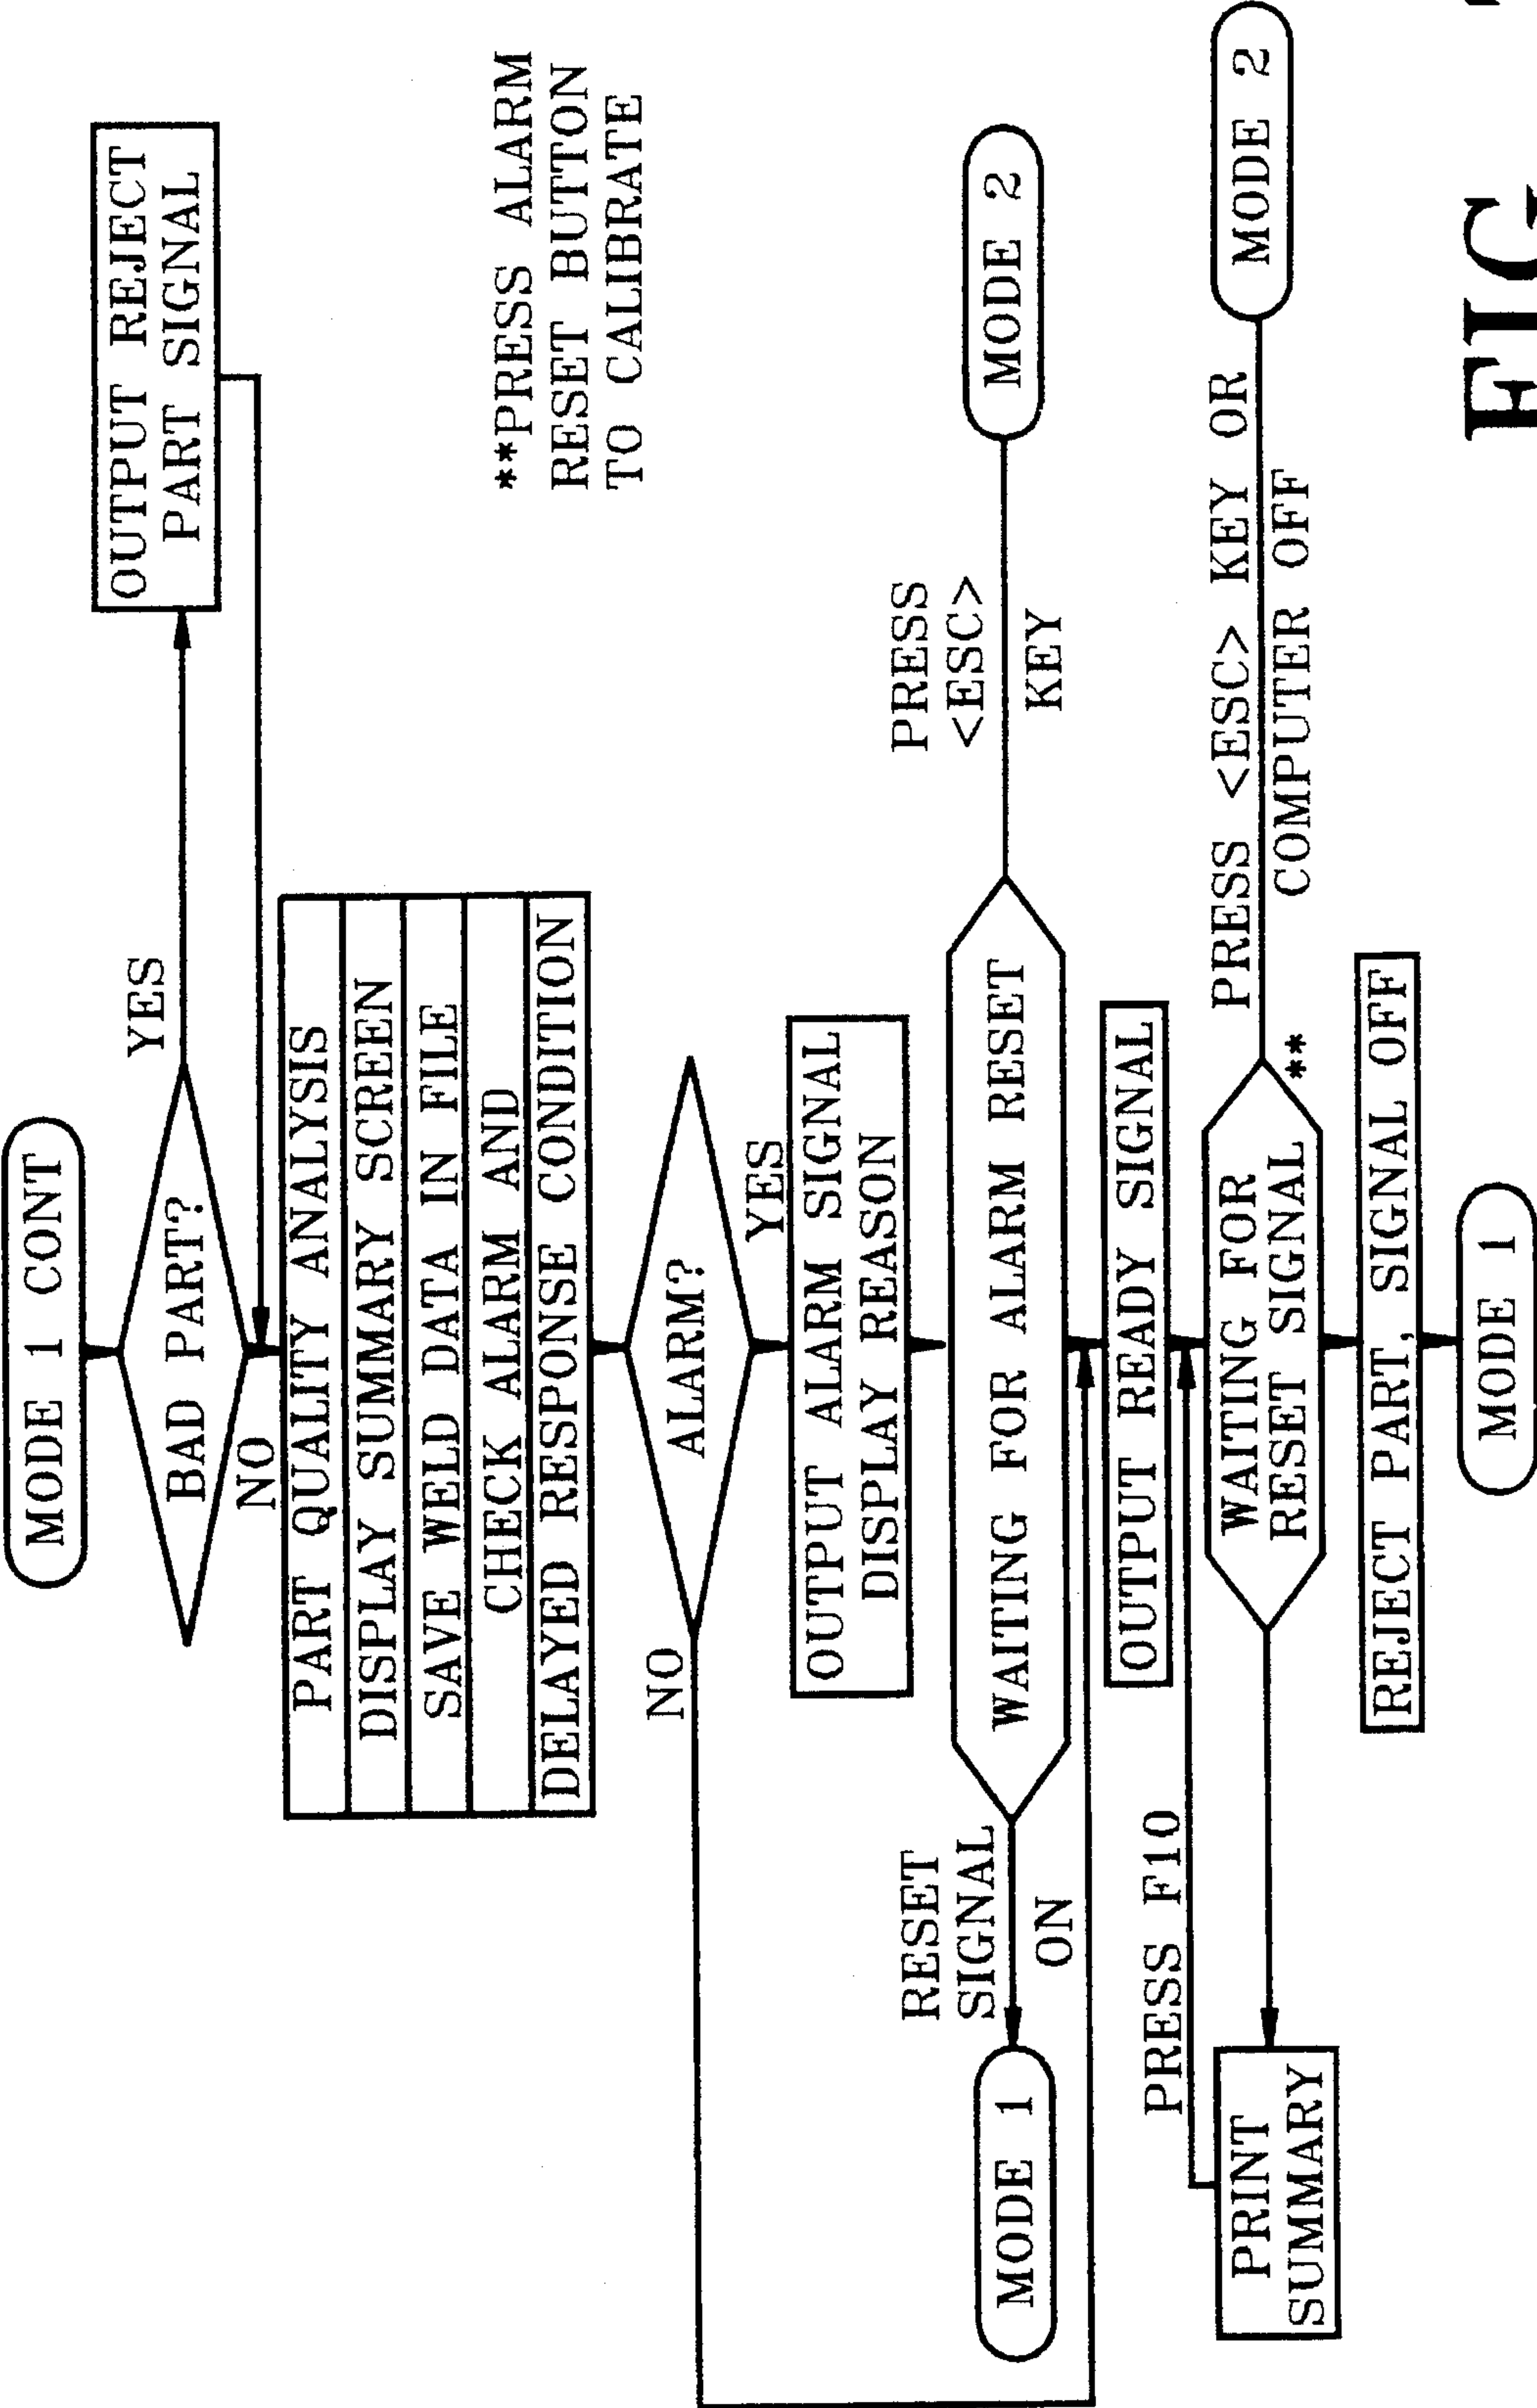 MODE 1 CONT
BAD PART?
YES
OUTPUT REJECT
PART SIGNAL
NO
PART QUALITY ANALYSIS
DISPLAY SUMMARY SCREEN
SAVE WELD DATA IN FILE
CHECK ALARM AND
DELAYED RESPONSE CONDITION
**PRESS ALARM
RESET BUTTON
TO CALIBRATE
ALARM?
NO
YES
OUTPUT ALARM SIGNAL
DISPLAY REASON
WAITING FOR ALARM RESET
RESET
SIGNAL
ON
MODE 1
PRESS
<ESC>
KEY
MODE 2
OUTPUT READY SIGNAL
PRESS F10
WAITING FOR
RESET SIGNAL
**
PRESS <ESC> KEY OR
COMPUTER OFF
MODE 2
PRINT
SUMMARY
REJECT PART, SIGNAL OFF
MODE 1
FIG